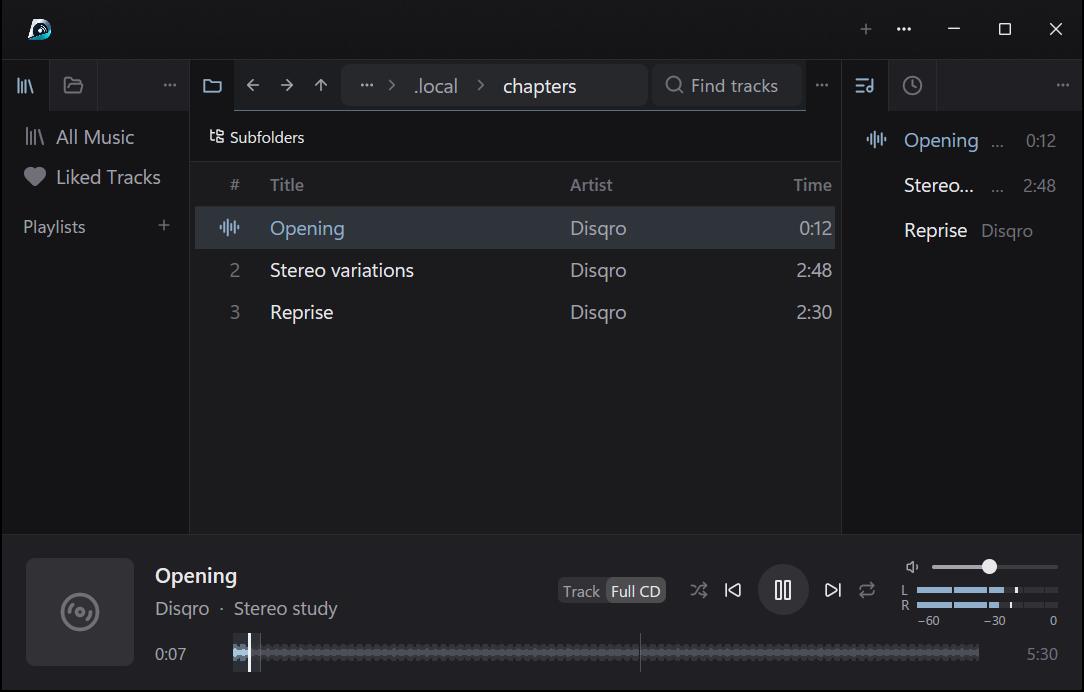 ... .local chapters Find tracks ...
All Music
Liked Tracks
Playlists +
Subfolders
# Title Artist Time
Opening Disqro 0:12
2 Stereo variations Disqro 2:48
3 Reprise Disqro 2:30
Opening ... 0:12
Stereo... ... 2:48
Reprise Disqro
Opening
Disqro · Stereo study
Track Full CD
0:07
5:30
L
R
−60 −30 0